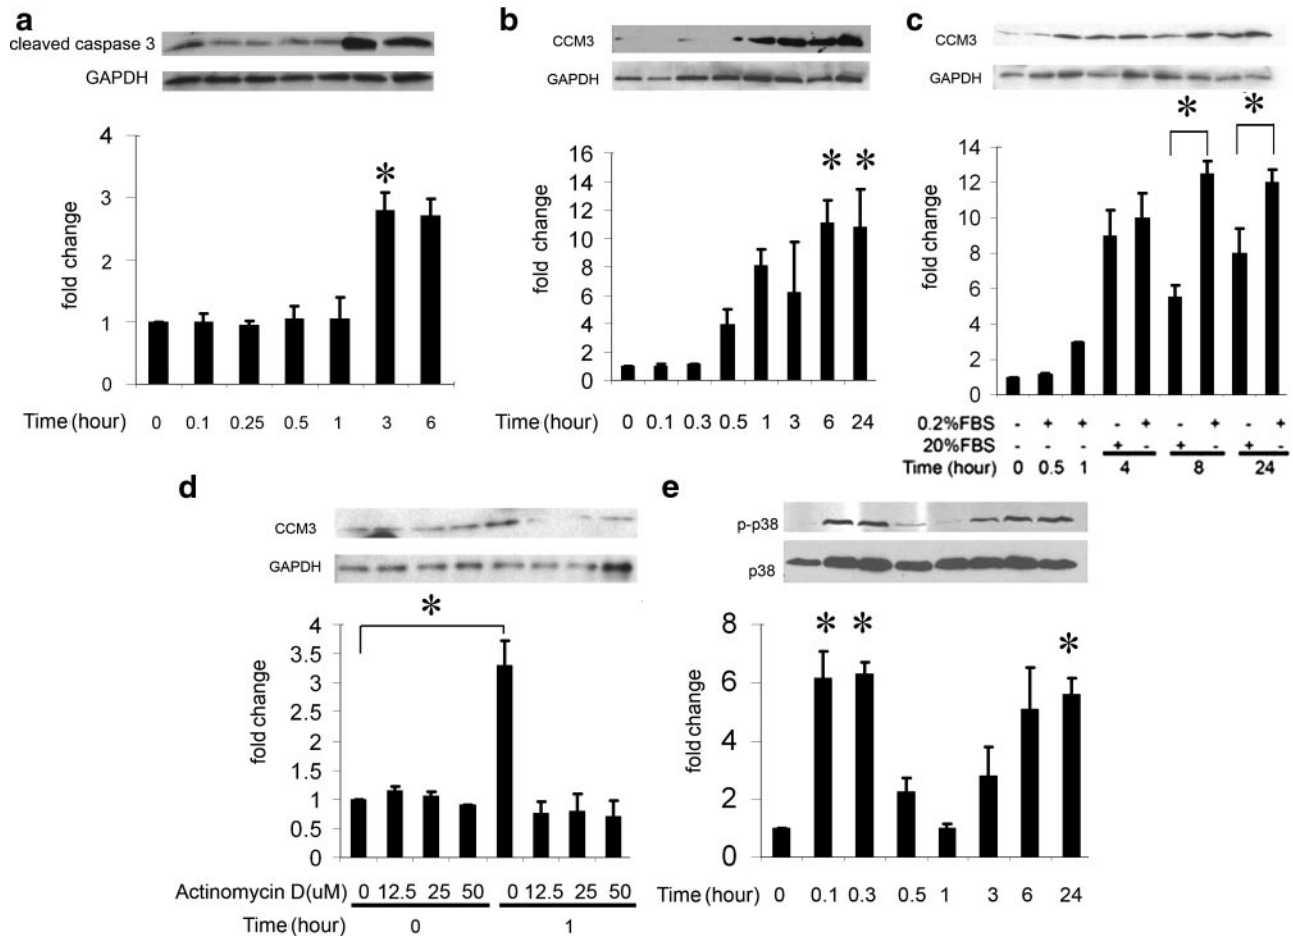 a
cleaved caspase 3
GAPDH
4
3
2
1
0
fold change
*
Time (hour) 0 0.1 0.25 0.5 1 3 6
b
CCM3
GAPDH
16
14
12
10
8
6
4
2
0
fold change
* *
Time (hour) 0 0.1 0.3 0.5 1 3 6 24
c
CCM3
GAPDH
* *
14
12
10
8
6
4
2
0
fold change
0.2%FBS - + + - + - + - +
20%FBS - - - + - + - + -
Time (hour) 0 0.5 1 4 8 24
d
CCM3
GAPDH
*
4
3.5
3
2.5
2
1.5
1
0.5
0
fold change
Actinomycin D(uM) 0 12.5 25 50 0 12.5 25 50
Time (hour) 0 1
e
p-p38
p38
8
6
4
2
0
fold change
* * *
Time (hour) 0 0.1 0.3 0.5 1 3 6 24